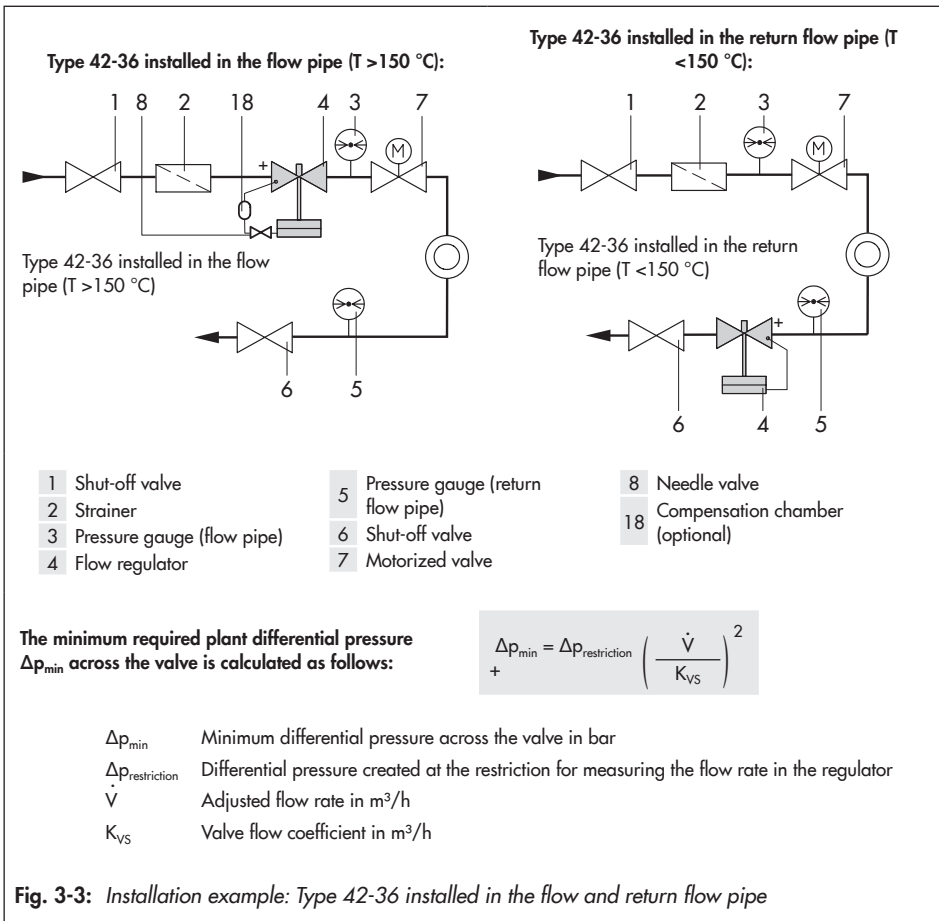 Type 42-36 installed in the flow pipe (T >150 °C):
1 8 2 18 4 3 7
+
M
Type 42-36 installed in the flow
pipe (T >150 °C)
6 5
Type 42-36 installed in the return flow pipe (T
<150 °C):
1 2 3 7
M
Type 42-36 installed in the return
flow pipe (T <150 °C)
+
6 4 5
1 Shut-off valve
2 Strainer
3 Pressure gauge (flow pipe)
4 Flow regulator
5 Pressure gauge (return
flow pipe)
6 Shut-off valve
7 Motorized valve
8 Needle valve
18 Compensation chamber
(optional)
The minimum required plant differential pressure
Δpmin across the valve is calculated as follows:
Δpmin = Δprestriction ( V̇ / KVS )²
+
Δpmin Minimum differential pressure across the valve in bar
Δprestriction Differential pressure created at the restriction for measuring the flow rate in the regulator
V̇ Adjusted flow rate in m³/h
KVS Valve flow coefficient in m³/h
Fig. 3-3: Installation example: Type 42-36 installed in the flow and return flow pipe